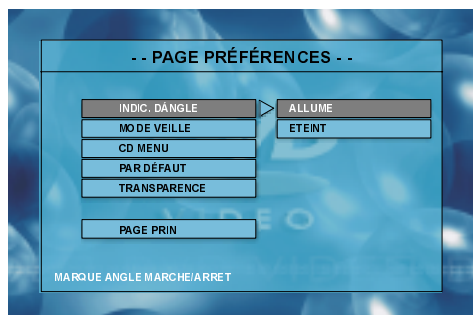 - - PAGE PRÉFÉRENCES - -
INDIC. DÁNGLE
ALLUME
MODE VEILLE
ETEINT
CD MENU
PAR DÉFAUT
TRANSPARENCE
VIDEO
PAGE PRIN
MARQUE ANGLE MARCHE/ARRET